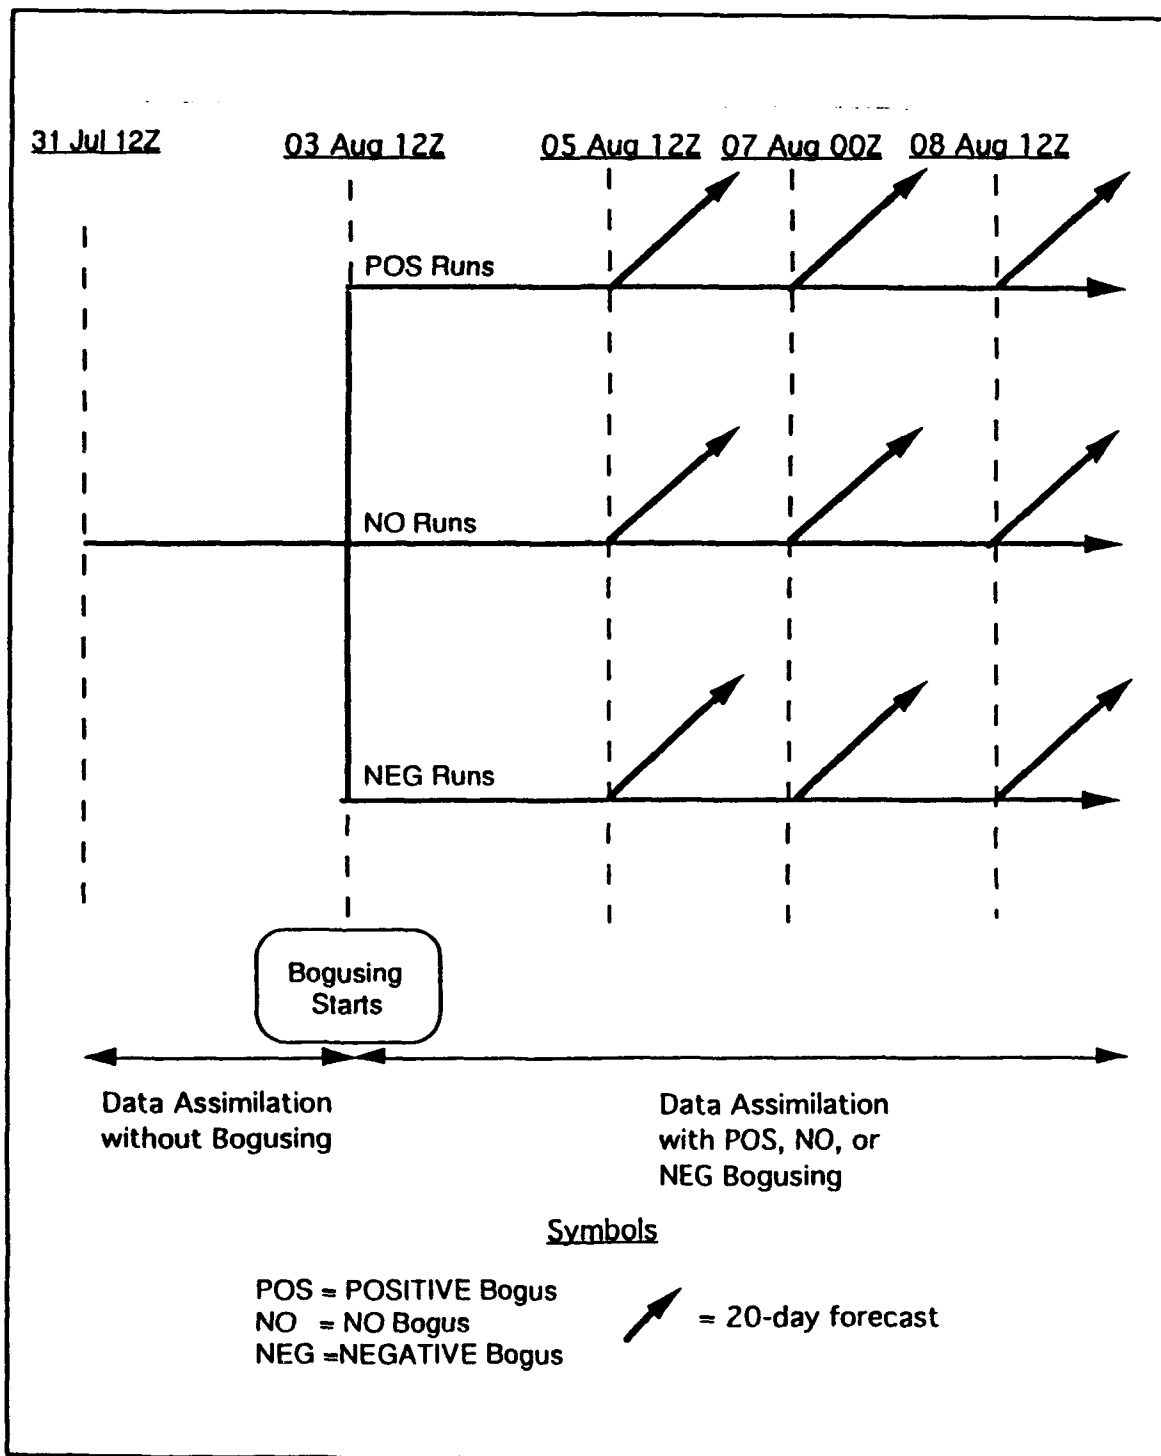 31 Jul 12Z 03 Aug 12Z 05 Aug 12Z 07 Aug 00Z 08 Aug 12Z
POS Runs
NO Runs
NEG Runs
Bogusing
Starts
Data Assimilation
without Bogusing
Data Assimilation
with POS, NO, or
NEG Bogusing
Symbols
POS = POSITIVE Bogus
NO = NO Bogus
NEG =NEGATIVE Bogus
= 20-day forecast